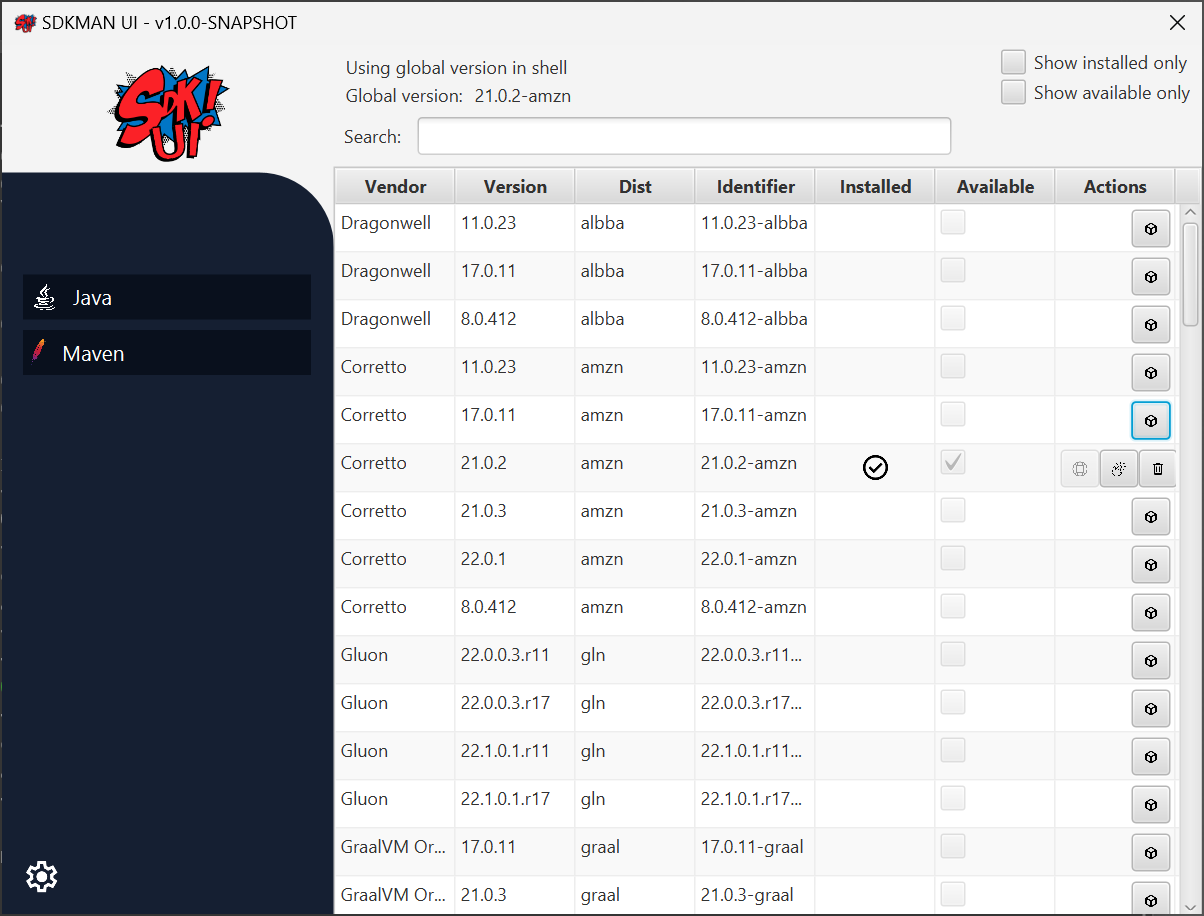 SDKMAN UI - v1.0.0-SNAPSHOT
SDK!
UI
Using global version in shell
Global version: 21.0.2-amzn
Show installed only
Show available only
Search:
Java
Maven
Vendor Version Dist Identifier Installed Available Actions
Dragonwell 11.0.23 albba 11.0.23-albba
Dragonwell 17.0.11 albba 17.0.11-albba
Dragonwell 8.0.412 albba 8.0.412-albba
Corretto 11.0.23 amzn 11.0.23-amzn
Corretto 17.0.11 amzn 17.0.11-amzn
Corretto 21.0.2 amzn 21.0.2-amzn
Corretto 21.0.3 amzn 21.0.3-amzn
Corretto 22.0.1 amzn 22.0.1-amzn
Corretto 8.0.412 amzn 8.0.412-amzn
Gluon 22.0.0.3.r11 gln 22.0.0.3.r11...
Gluon 22.0.0.3.r17 gln 22.0.0.3.r17...
Gluon 22.1.0.1.r11 gln 22.1.0.1.r11...
Gluon 22.1.0.1.r17 gln 22.1.0.1.r17...
GraalVM Or... 17.0.11 graal 17.0.11-graal
GraalVM Or... 21.0.3 graal 21.0.3-graal